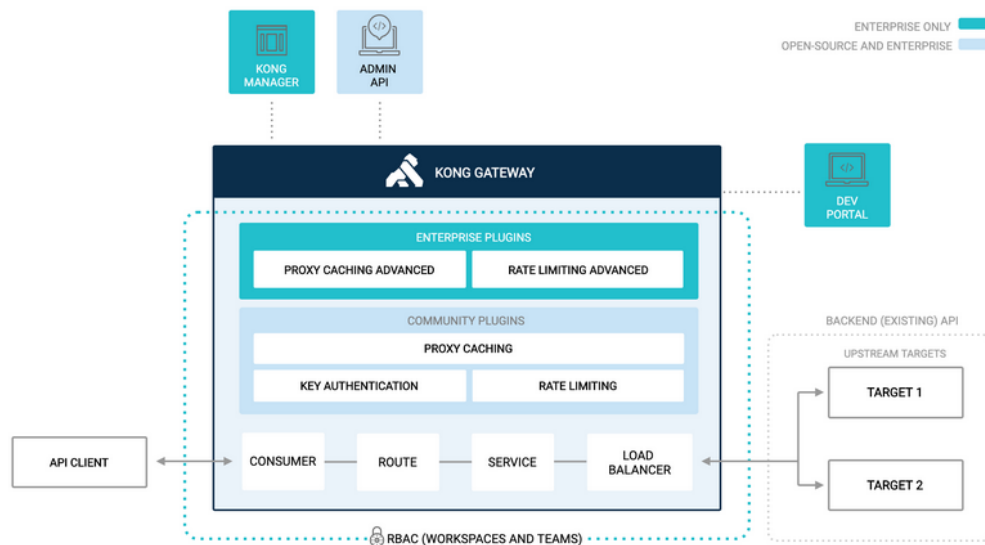 ENTERPRISE ONLY
OPEN-SOURCE AND ENTERPRISE
KONG
MANAGER
ADMIN
API
KONG GATEWAY
DEV
PORTAL
ENTERPRISE PLUGINS
PROXY CACHING ADVANCED
RATE LIMITING ADVANCED
COMMUNITY PLUGINS
PROXY CACHING
KEY AUTHENTICATION
RATE LIMITING
BACKEND (EXISTING) API
UPSTREAM TARGETS
TARGET 1
TARGET 2
API CLIENT
CONSUMER
ROUTE
SERVICE
LOAD
BALANCER
RBAC (WORKSPACES AND TEAMS)